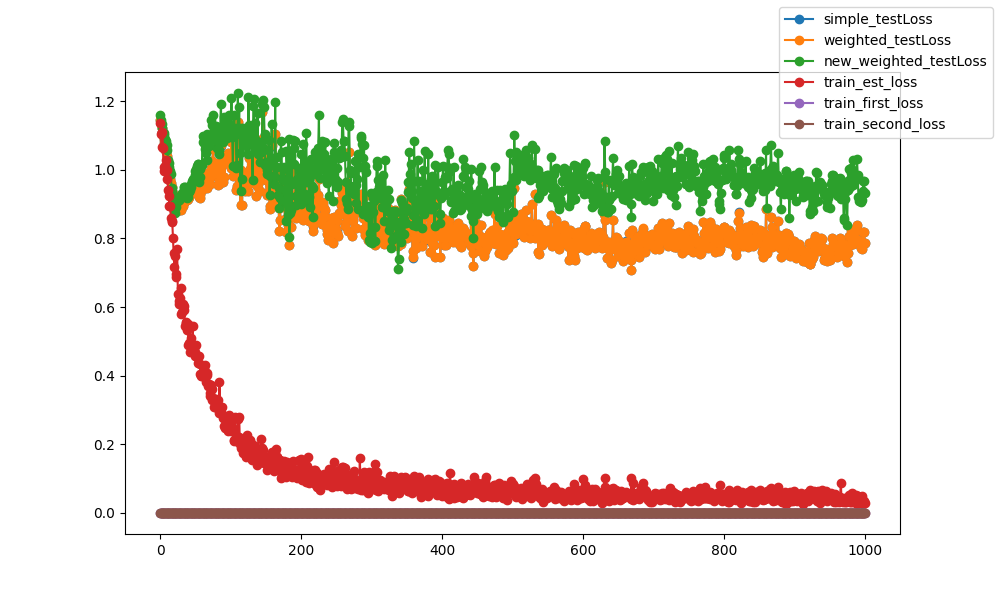 simple_testLoss
weighted_testLoss
new_weighted_testLoss
train_est_loss
train_first_loss
train_second_loss
1.2
1.0
0.8
0.6
0.4
0.2
0.0
0 200 400 600 800 1000